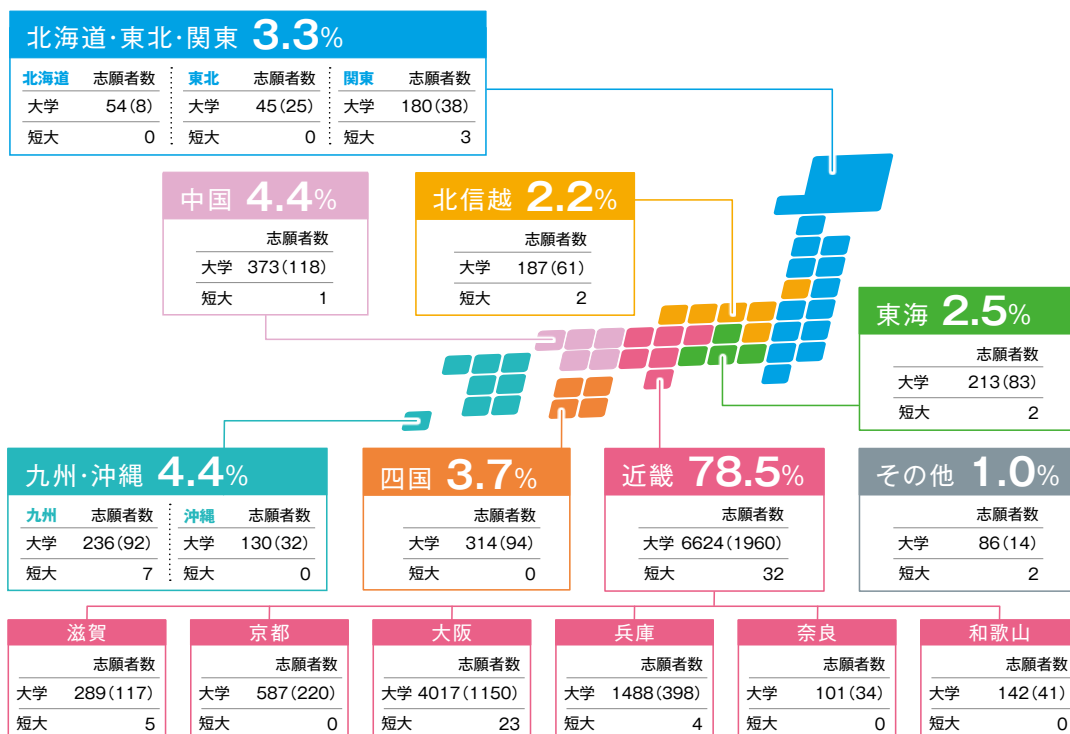 北海道・東北・関東 3.3%
北海道 志願者数
大学 54(8)
短大 0
東北 志願者数
大学 45(25)
短大 0
関東 志願者数
大学 180(38)
短大 3
中国 4.4%
志願者数
大学 373(118)
短大 1
北信越 2.2%
志願者数
大学 187(61)
短大 2
東海 2.5%
志願者数
大学 213(83)
短大 2
九州・沖縄 4.4%
九州 志願者数
大学 236(92)
短大 7
沖縄 志願者数
大学 130(32)
短大 0
四国 3.7%
志願者数
大学 314(94)
短大 0
近畿 78.5%
志願者数
大学 6624(1960)
短大 32
その他 1.0%
志願者数
大学 86(14)
短大 2
滋賀
志願者数
大学 289(117)
短大 5
京都
志願者数
大学 587(220)
短大 0
大阪
志願者数
大学 4017(1150)
短大 23
兵庫
志願者数
大学 1488(398)
短大 4
奈良
志願者数
大学 101(34)
短大 0
和歌山
志願者数
大学 142(41)
短大 0